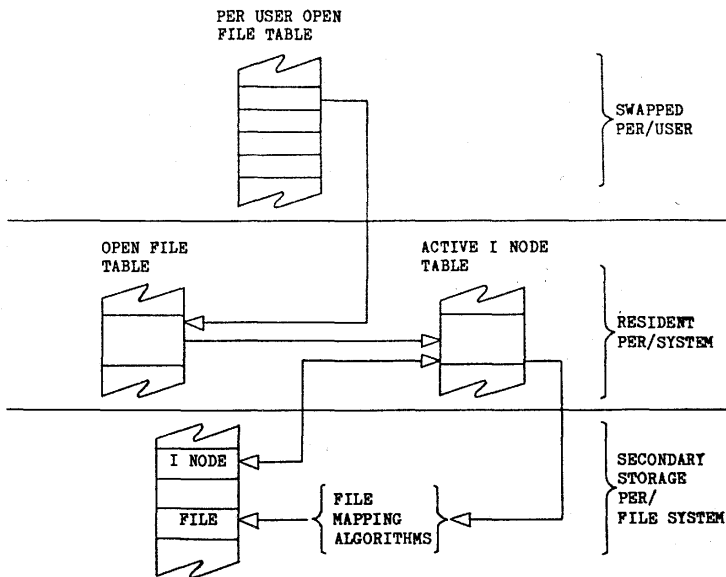 PER USER OPEN
FILE TABLE
SWAPPED
PER/USER
OPEN FILE
TABLE
ACTIVE I NODE
TABLE
RESIDENT
PER/SYSTEM
I NODE
FILE
FILE
MAPPING
ALGORITHMS
SECONDARY
STORAGE
PER/
FILE SYSTEM